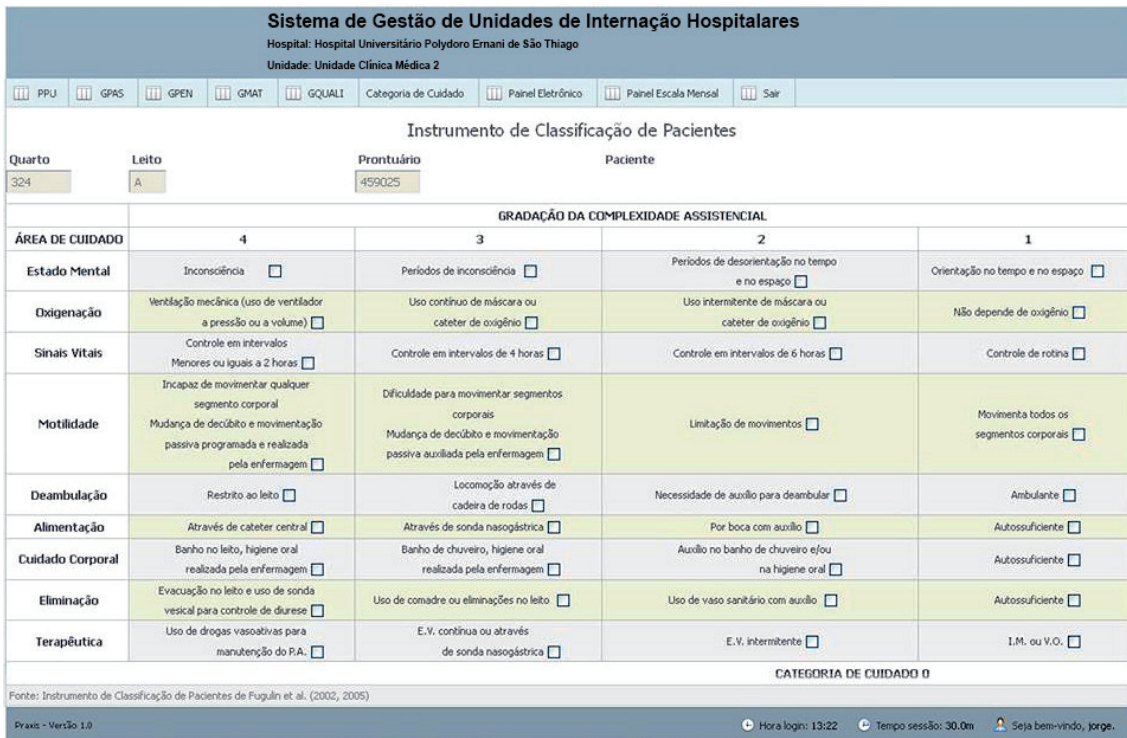 Sistema de Gestão de Unidades de Internação Hospitalares
Hospital: Hospital Universitário Polydoro Ernani de São Thiago
Unidade: Unidade Clínica Médica 2
PPU GPAS GPEN GMAT GQUALI Categoria de Cuidado Painel Eletrônico Painel Escala Mensal Sair
Instrumento de Classificação de Pacientes
Quarto Leito Prontuário Paciente
324 A 459025
GRADAÇÃO DA COMPLEXIDADE ASSISTENCIAL
ÁREA DE CUIDADO 4 3 2 1
Estado Mental
Inconsciência
Períodos de inconsciência
Períodos de desorientação no tempo
e no espaço
Orientação no tempo e no espaço
Oxigenação
Ventilação mecânica (uso de ventilador
a pressão ou a volume)
Uso contínuo de máscara ou
cateter de oxigênio
Uso intermitente de máscara ou
cateter de oxigênio
Não depende de oxigênio
Sinais Vitais
Controle em intervalos
Menores ou iguais a 2 horas
Controle em intervalos de 4 horas
Controle em intervalos de 6 horas
Controle de rotina
Motilidade
Incapaz de movimentar qualquer
segmento corporal
Mudança de decúbito e movimentação
passiva programada e realizada
pela enfermagem
Dificuldade para movimentar segmentos
corporais
Mudança de decúbito e movimentação
passiva auxiliada pela enfermagem
Limitação de movimentos
Movimenta todos os
segmentos corporais
Deambulação
Restrito ao leito
Locomoção através de
cadeira de rodas
Necessidade de auxílio para deambular
Ambulante
Alimentação
Através de cateter central
Através de sonda nasogástrica
Por boca com auxílio
Autossuficiente
Cuidado Corporal
Banho no leito, higiene oral
realizada pela enfermagem
Banho de chuveiro, higiene oral
realizada pela enfermagem
Auxílio no banho de chuveiro e/ou
na higiene oral
Autossuficiente
Eliminação
Evacuação no leito e uso de sonda
vesical para controle de diurese
Uso de comadre ou eliminações no leito
Uso de vaso sanitário com auxílio
Autossuficiente
Terapêutica
Uso de drogas vasoativas para
manutenção do P.A.
E.V. contínua ou através
de sonda nasogástrica
E.V. intermitente
I.M. ou V.O.
CATEGORIA DE CUIDADO 0
Fonte: Instrumento de Classificação de Pacientes de Fugulin et al. (2002, 2005)
Praxis - Versão 1.0 Hora login: 13:22 Tempo sessão: 30.0m Seja bem-vindo, jorge.